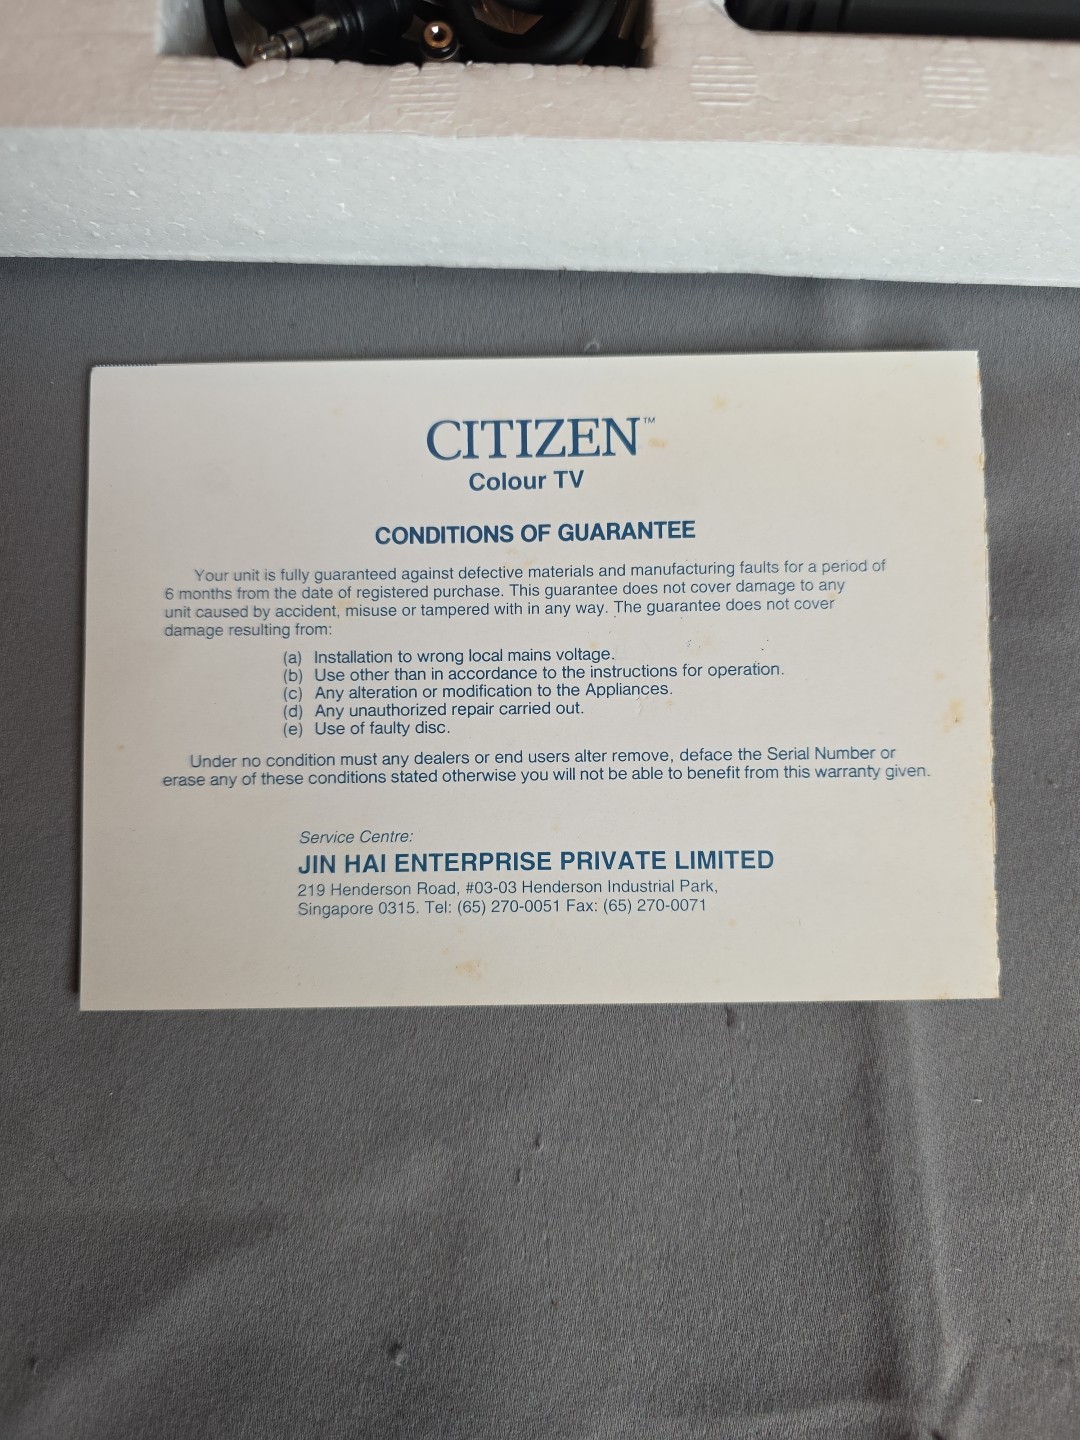 CITIZEN™
Colour TV
CONDITIONS OF GUARANTEE
Your unit is fully guaranteed against defective materials and manufacturing faults for a period of
6 months from the date of registered purchase. This guarantee does not cover damage to any
unit caused by accident, misuse or tampered with in any way. The guarantee does not cover
damage resulting from:
(a) Installation to wrong local mains voltage.
(b) Use other than in accordance to the instructions for operation.
(c) Any alteration or modification to the Appliances.
(d) Any unauthorized repair carried out.
(e) Use of faulty disc.
Under no condition must any dealers or end users alter remove, deface the Serial Number or
erase any of these conditions stated otherwise you will not be able to benefit from this warranty given.
Service Centre:
JIN HAI ENTERPRISE PRIVATE LIMITED
219 Henderson Road, #03-03 Henderson Industrial Park,
Singapore 0315. Tel: (65) 270-0051 Fax: (65) 270-0071